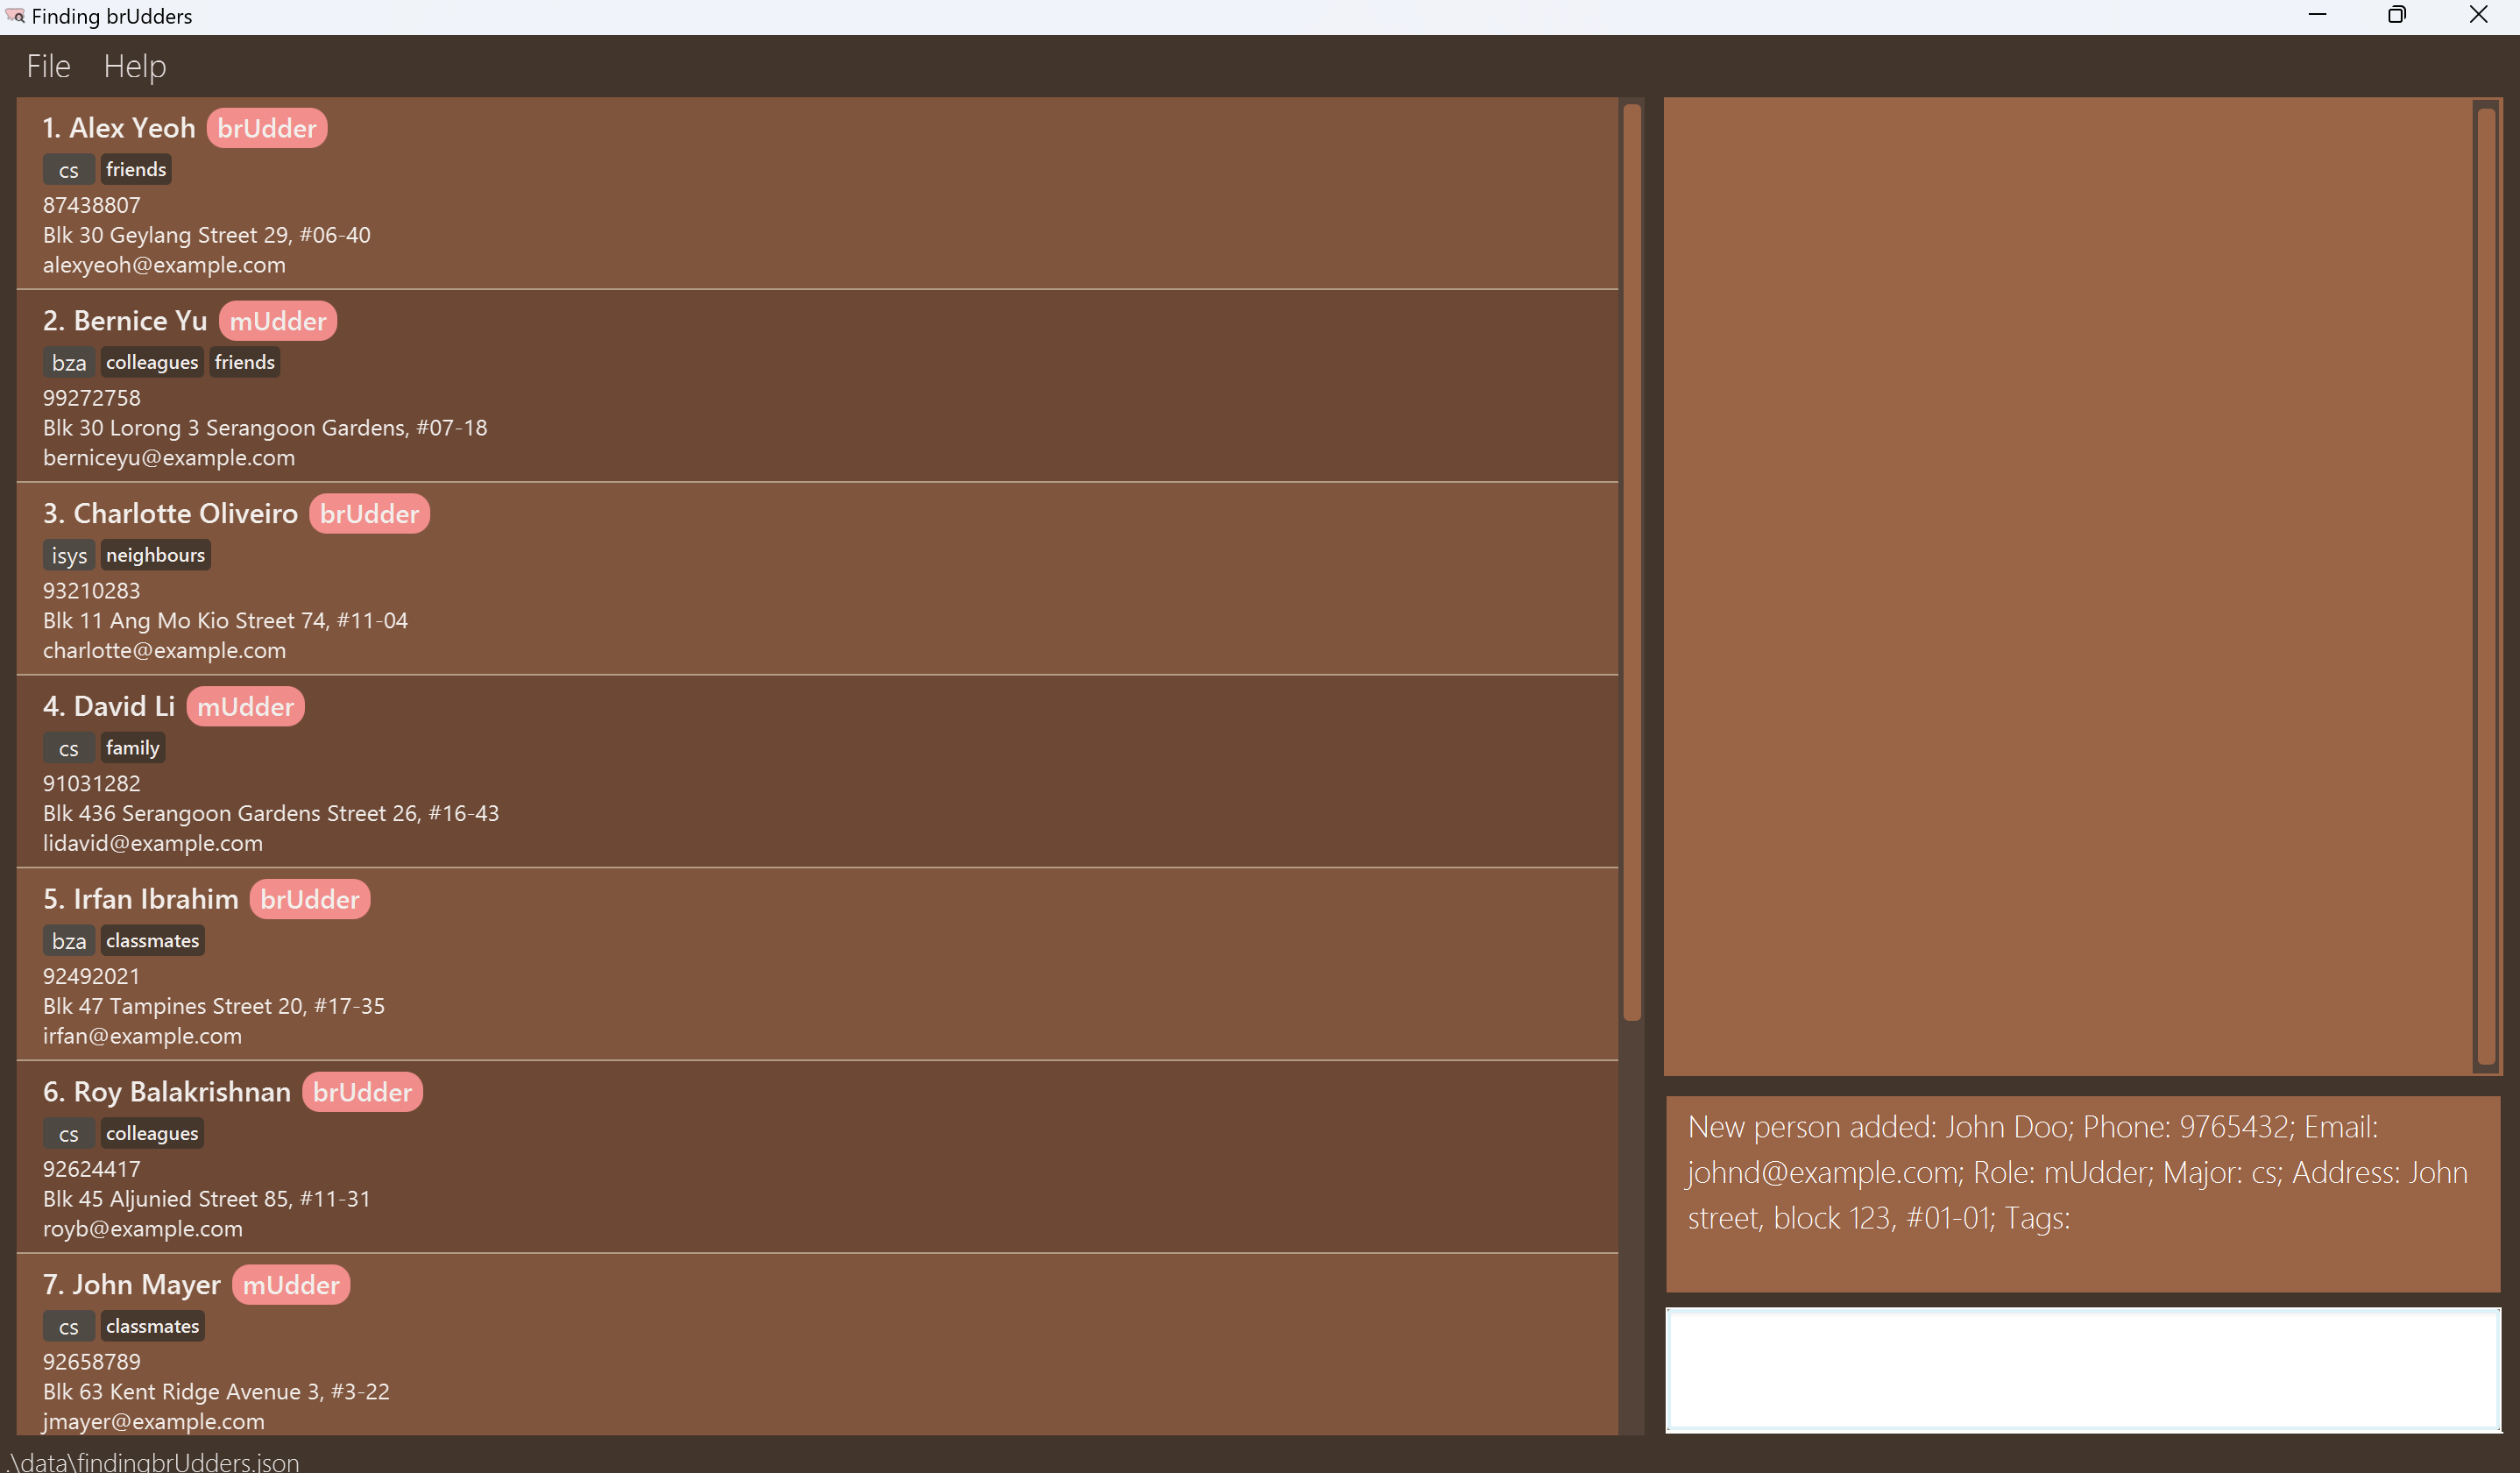 Finding brUdders
File Help
1. Alex Yeoh brUdder
cs friends
87438807
Blk 30 Geylang Street 29, #06-40
alexyeoh@example.com
2. Bernice Yu mUdder
bza colleagues friends
99272758
Blk 30 Lorong 3 Serangoon Gardens, #07-18
berniceyu@example.com
3. Charlotte Oliveiro brUdder
isys neighbours
93210283
Blk 11 Ang Mo Kio Street 74, #11-04
charlotte@example.com
4. David Li mUdder
cs family
91031282
Blk 436 Serangoon Gardens Street 26, #16-43
lidavid@example.com
5. Irfan Ibrahim brUdder
bza classmates
92492021
Blk 47 Tampines Street 20, #17-35
irfan@example.com
6. Roy Balakrishnan brUdder
cs colleagues
92624417
Blk 45 Aljunied Street 85, #11-31
royb@example.com
7. John Mayer mUdder
cs classmates
92658789
Blk 63 Kent Ridge Avenue 3, #3-22
jmayer@example.com
New person added: John Doo; Phone: 9765432; Email:
johnd@example.com; Role: mUdder; Major: cs; Address: John
street, block 123, #01-01; Tags:
.\data\findingbrUdders.json